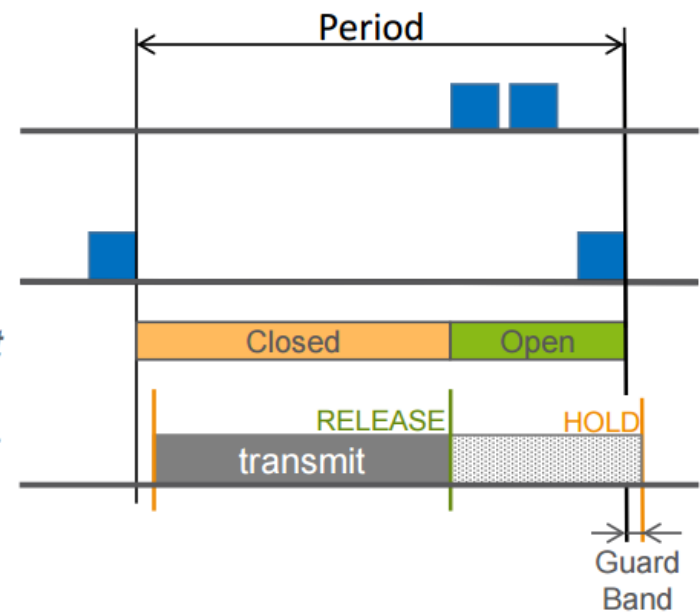 Period
Closed
Open
RELEASE
HOLD
transmit
Guard
Band